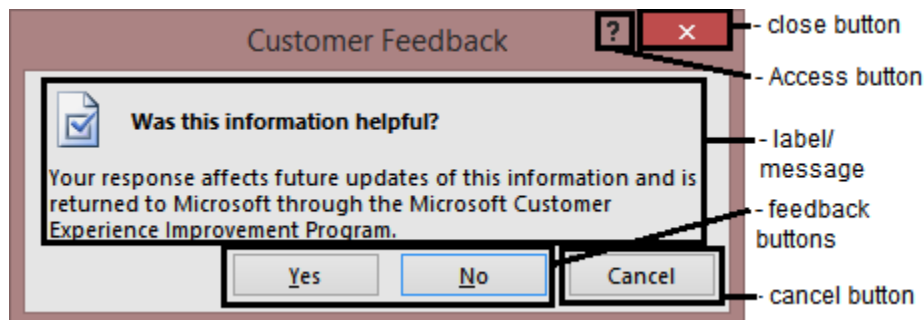 Customer Feedback
?
×
- close button
- Access button
Was this information helpful?
- label/
message
Your response affects future updates of this information and is
returned to Microsoft through the Microsoft Customer
Experience Improvement Program.
- feedback
buttons
Yes
No
Cancel
- cancel button